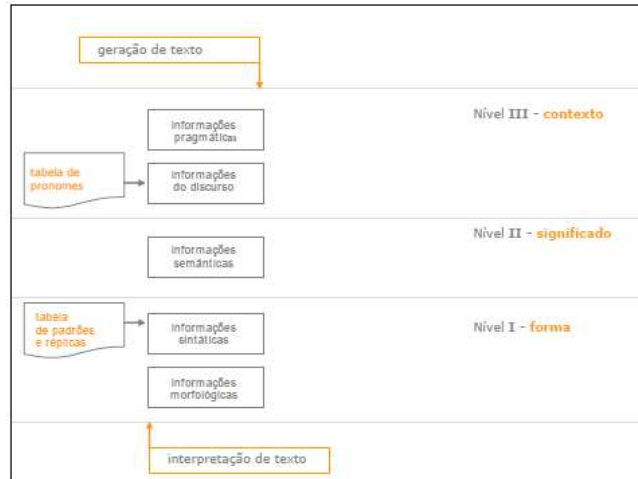 geração de texto
Nível III - contexto
informações
pragmáticas
tabela de
pronomes
informações
do discurso
Nível II - significado
informações
semânticas
tabela
de padrões
e réplicas
informações
sintáticas
Nível I - forma
informações
morfológicas
interpretação de texto